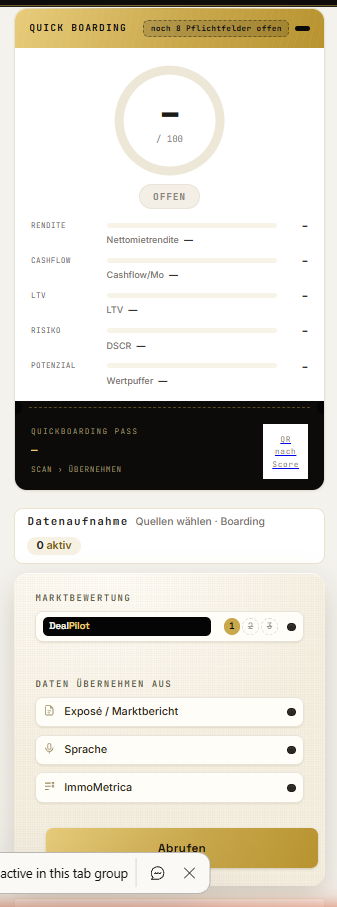 QUICK BOARDING
noch 8 Pflichtfelder offen
–
/ 100
OFFEN
RENDITE –
Nettomietrendite —
CASHFLOW –
Cashflow/Mo —
LTV –
LTV —
RISIKO –
DSCR —
POTENZIAL –
Wertpuffer —
QUICKBOARDING PASS
—
SCAN › ÜBERNEHMEN
QR
nach
Score
Datenaufnahme Quellen wählen · Boarding
0 aktiv
MARKTBEWERTUNG
DealPilot 1 2 3
DATEN ÜBERNEHMEN AUS
Exposé / Marktbericht
Sprache
ImmoMetrica
Abrufen
active in this tab group